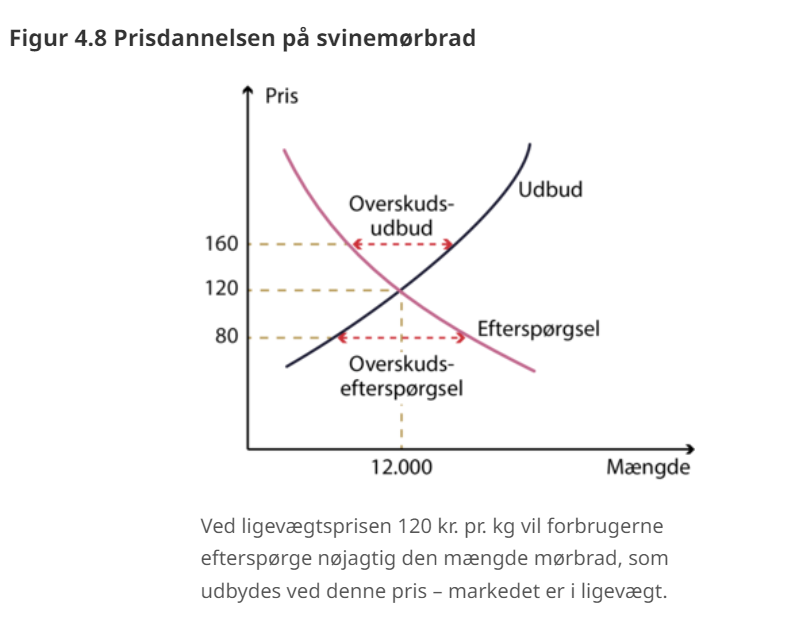 Figur 4.8 Prisdannelsen på svinemørbrad
Pris
Udbud
Overskuds-
udbud
160
120
Efterspørgsel
80
Overskuds-
efterspørgsel
12.000
Mængde
Ved ligevægtsprisen 120 kr. pr. kg vil forbrugerne
efterspørge nøjagtig den mængde mørbrad, som
udbydes ved denne pris – markedet er i ligevægt.